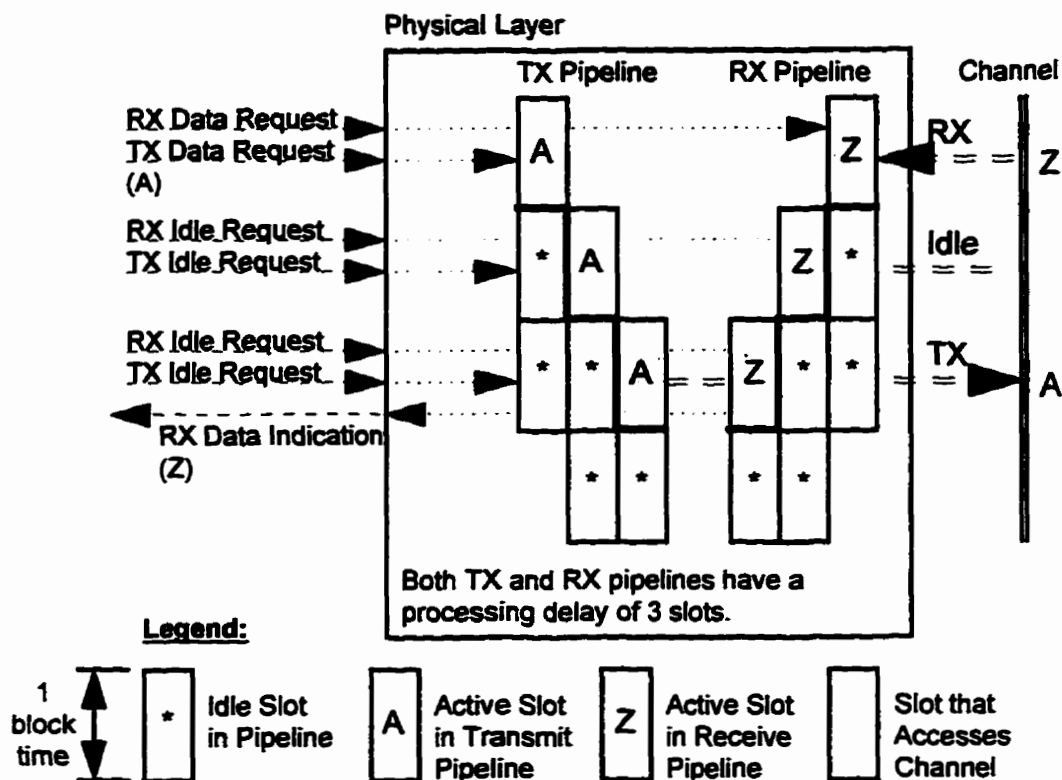 Physical Layer
TX Pipeline
RX Pipeline
Channel
RX Data Request
TX Data Request
(A)
A
Z
RX
Z
RX Idle Request
TX Idle Request
*
A
Z
*
Idle
RX Idle Request
TX Idle Request
*
*
A
Z
*
*
TX
A
RX Data Indication
(Z)
*
*
*
*
Both TX and RX pipelines have a
processing delay of 3 slots.
Legend:
1
block
time
*
Idle Slot
in Pipeline
A
Active Slot
in Transmit
Pipeline
Z
Active Slot
in Receive
Pipeline
Slot that
Accesses
Channel